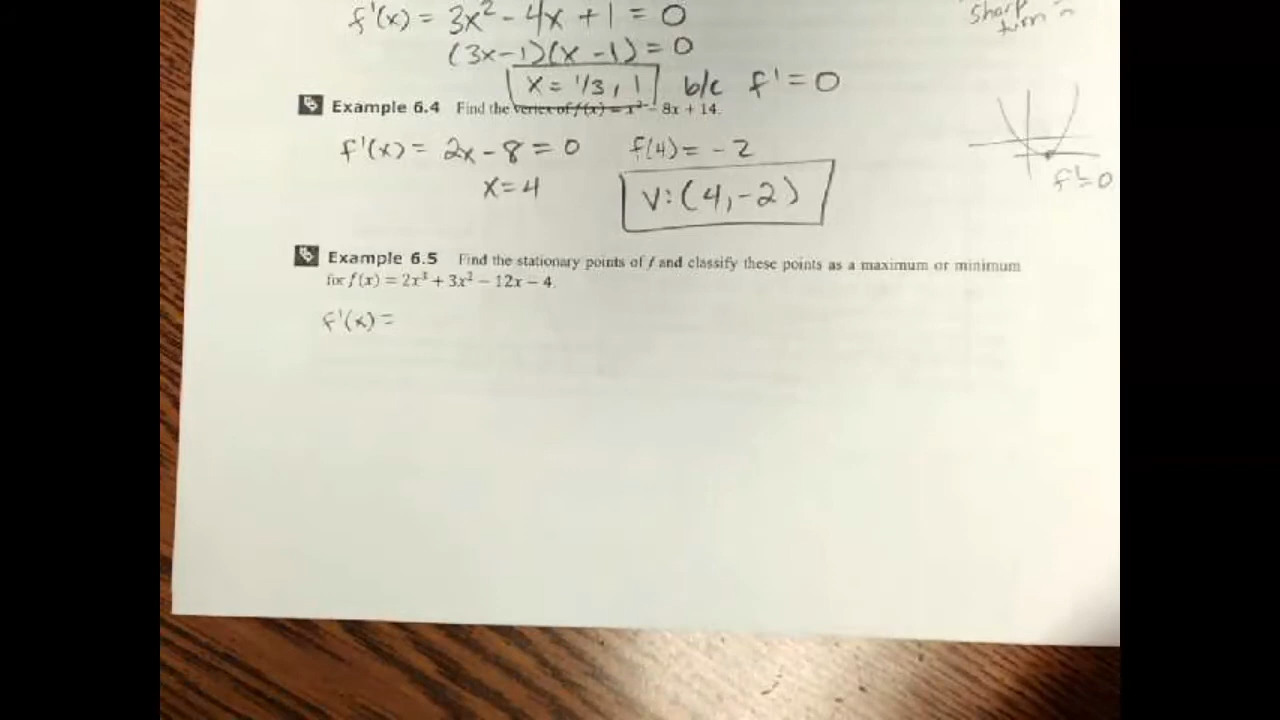 f'(x) = 3x² - 4x + 1 = 0
sharp
turn
(3x-1)(x-1) = 0
x = 1/3, 1 b/c f' = 0
Example 6.4 Find the vertex of f(x) = x² - 8x + 14.
f'(x) = 2x - 8 = 0 f(4) = -2
x = 4 V: (4, -2)
f' = 0
Example 6.5 Find the stationary points of f and classify these points as a maximum or minimum
for f(x) = 2x³ + 3x² - 12x - 4.
f'(x) =